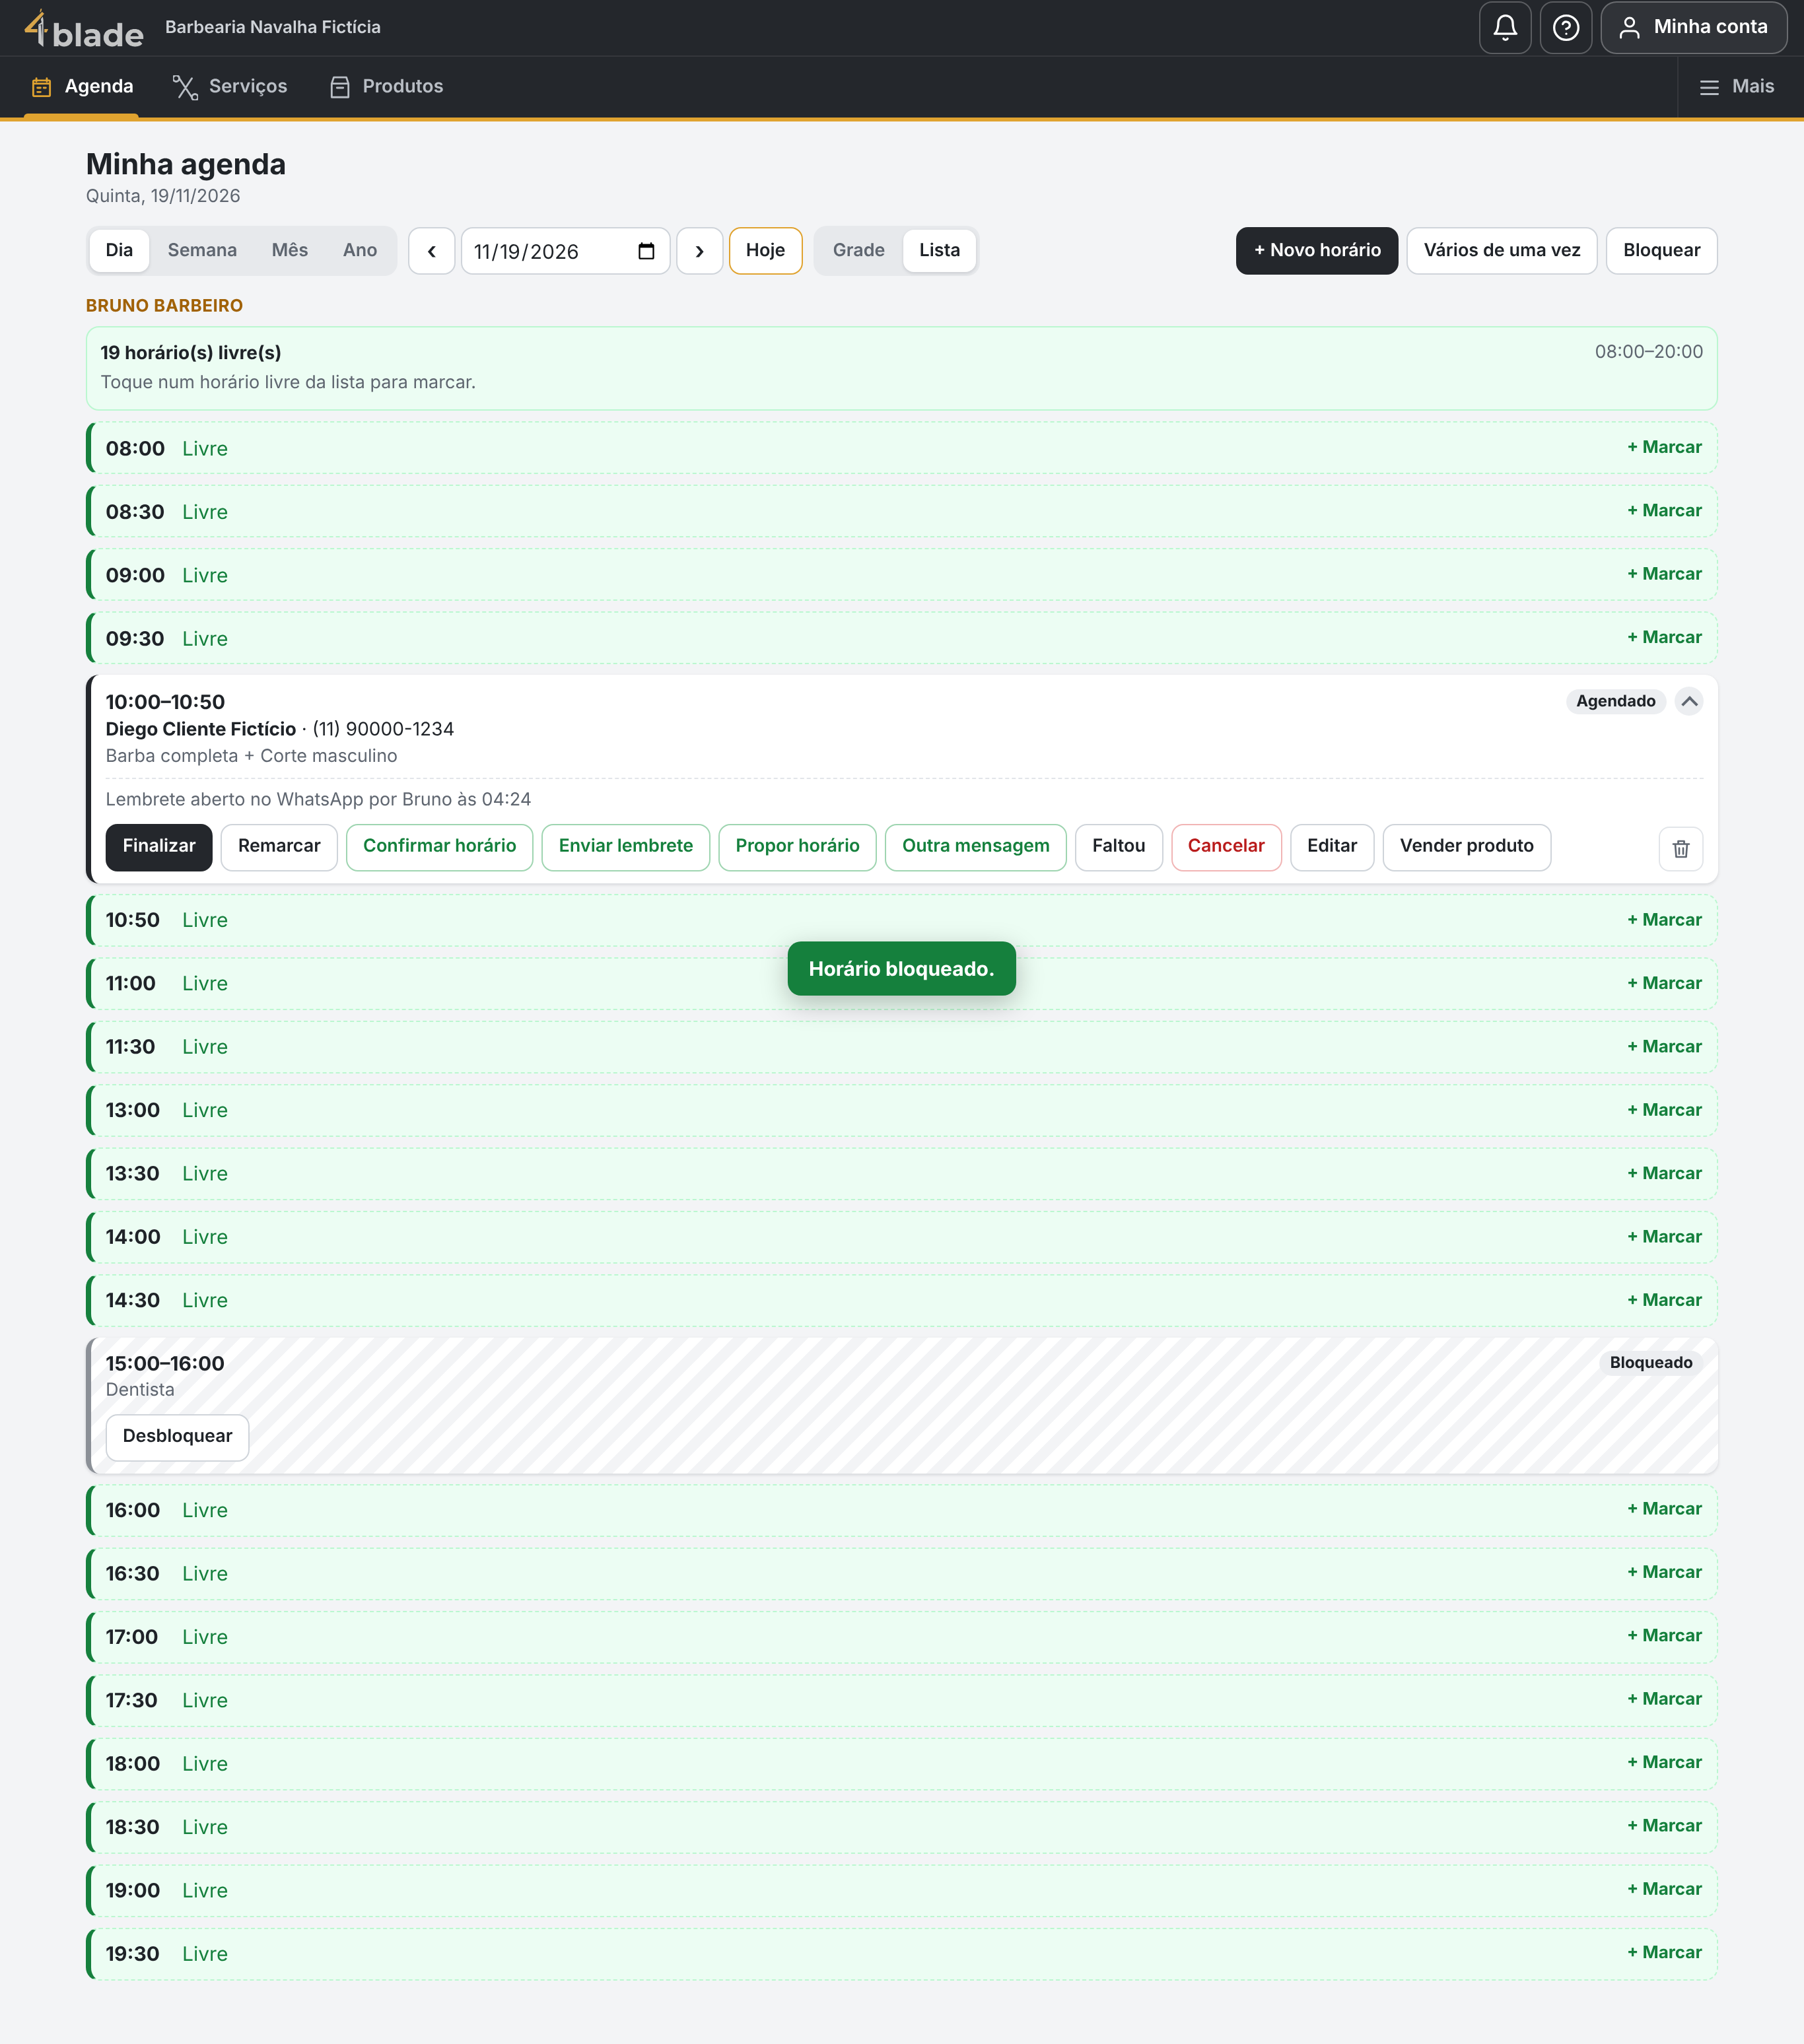 4blade
Barbearia Navalha Fictícia
Minha conta
Agenda
Serviços
Produtos
Mais
Minha agenda
Quinta, 19/11/2026
Dia
Semana
Mês
Ano
11/19/2026
Hoje
Grade
Lista
+ Novo horário
Vários de uma vez
Bloquear
BRUNO BARBEIRO
19 horário(s) livre(s)
08:00–20:00
Toque num horário livre da lista para marcar.
08:00 Livre + Marcar
08:30 Livre + Marcar
09:00 Livre + Marcar
09:30 Livre + Marcar
10:00–10:50
Agendado
Diego Cliente Fictício · (11) 90000-1234
Barba completa + Corte masculino
Lembrete aberto no WhatsApp por Bruno às 04:24
Finalizar
Remarcar
Confirmar horário
Enviar lembrete
Propor horário
Outra mensagem
Faltou
Cancelar
Editar
Vender produto
10:50 Livre + Marcar
Horário bloqueado.
11:00 Livre + Marcar
11:30 Livre + Marcar
13:00 Livre + Marcar
13:30 Livre + Marcar
14:00 Livre + Marcar
14:30 Livre + Marcar
15:00–16:00
Bloqueado
Dentista
Desbloquear
16:00 Livre + Marcar
16:30 Livre + Marcar
17:00 Livre + Marcar
17:30 Livre + Marcar
18:00 Livre + Marcar
18:30 Livre + Marcar
19:00 Livre + Marcar
19:30 Livre + Marcar